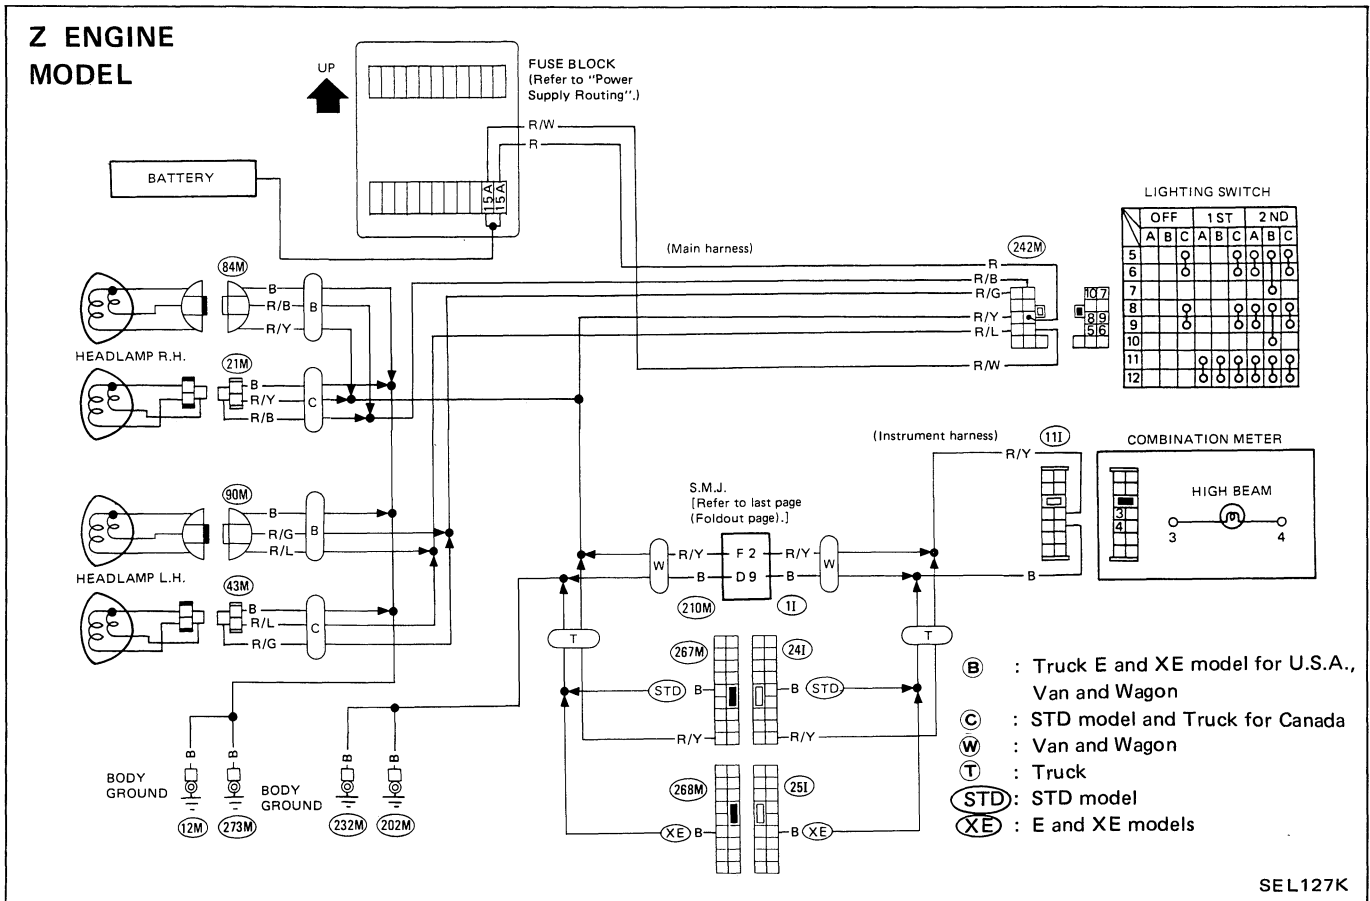 Z ENGINE
MODEL
UP
FUSE BLOCK
(Refer to "Power
Supply Routing".)
R/W
R
BATTERY
15A
15A
LIGHTING SWITCH
OFF 1ST 2ND
A B C A B C A B C
5
6
7
8
9
10
11
12
(Main harness)
242M
R
R/B
R/G
R/Y
R/L
R/W
10 7
8 9
5 6
84M
B
R/B
R/Y
B
HEADLAMP R.H.
21M
B
R/Y
R/B
C
(Instrument harness)
11I
R/Y
COMBINATION METER
HIGH BEAM
3
4
3
4
90M
B
R/G
R/L
B
S.M.J.
[Refer to last page
(Foldout page).]
W
R/Y
F2
R/Y
W
B
D9
B
B
210M
1I
HEADLAMP L.H.
43M
B
R/L
R/G
C
T
T
267M
24I
STD
B
B
STD
R/Y
R/Y
268M
25I
XE
B
B
XE
B
B
B
B
BODY
GROUND
BODY
GROUND
12M
273M
232M
202M
B : Truck E and XE model for U.S.A.,
Van and Wagon
C : STD model and Truck for Canada
W : Van and Wagon
T : Truck
STD : STD model
XE : E and XE models
SEL127K